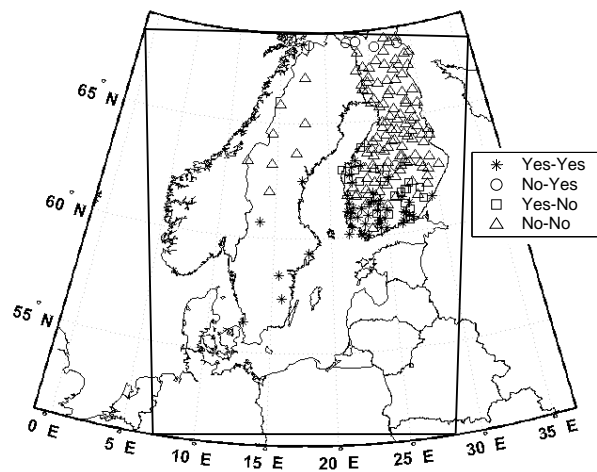 65 ° N
60 ° N
55 ° N
Yes-Yes
No-Yes
Yes-No
No-No
0 ° E
5 ° E
10 ° E
15 ° E
20 ° E
25 ° E
30 ° E
35 ° E